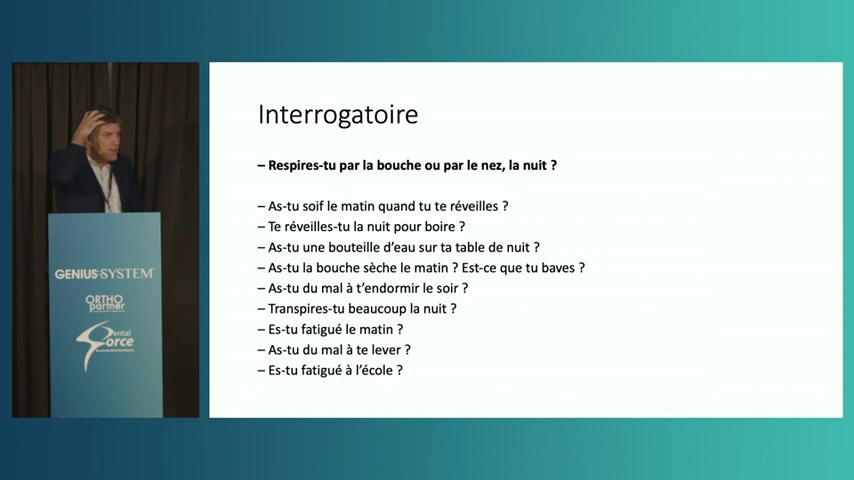 Interrogatoire
– Respires-tu par la bouche ou par le nez, la nuit ?
– As-tu soif le matin quand tu te réveilles ?
– Te réveilles-tu la nuit pour boire ?
– As-tu une bouteille d'eau sur ta table de nuit ?
– As-tu la bouche sèche le matin ? Est-ce que tu baves ?
– As-tu du mal à t'endormir le soir ?
– Transpires-tu beaucoup la nuit ?
– Es-tu fatigué le matin ?
– As-tu du mal à te lever ?
– Es-tu fatigué à l'école ?
GENIUS SYSTEM
ORTHO
partner
Dental
Force